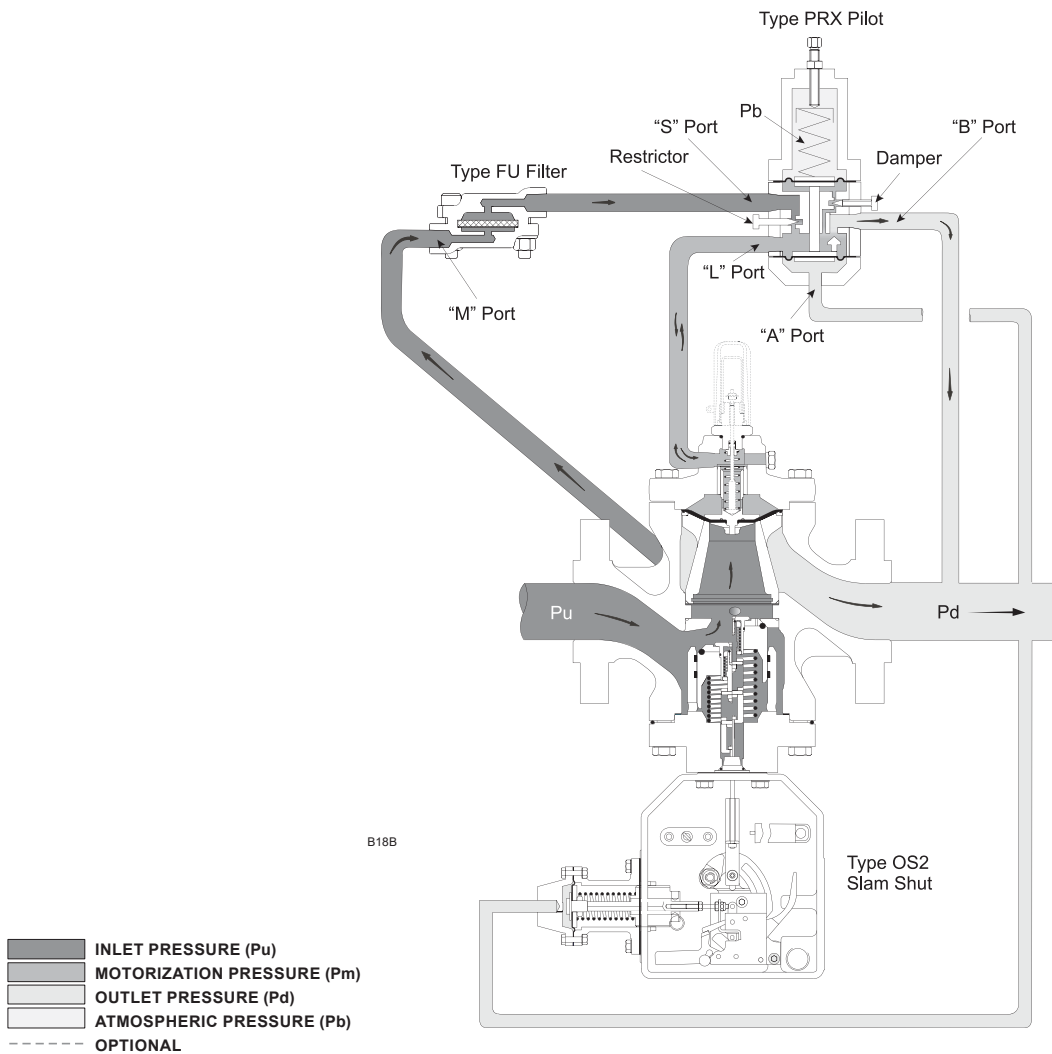 Type PRX Pilot
Pb
“S” Port
“B” Port
Restrictor
Damper
Type FU Filter
“L” Port
“M” Port
“A” Port
Pu
Pd
B18B
Type OS2
Slam Shut
INLET PRESSURE (Pu)
MOTORIZATION PRESSURE (Pm)
OUTLET PRESSURE (Pd)
ATMOSPHERIC PRESSURE (Pb)
OPTIONAL